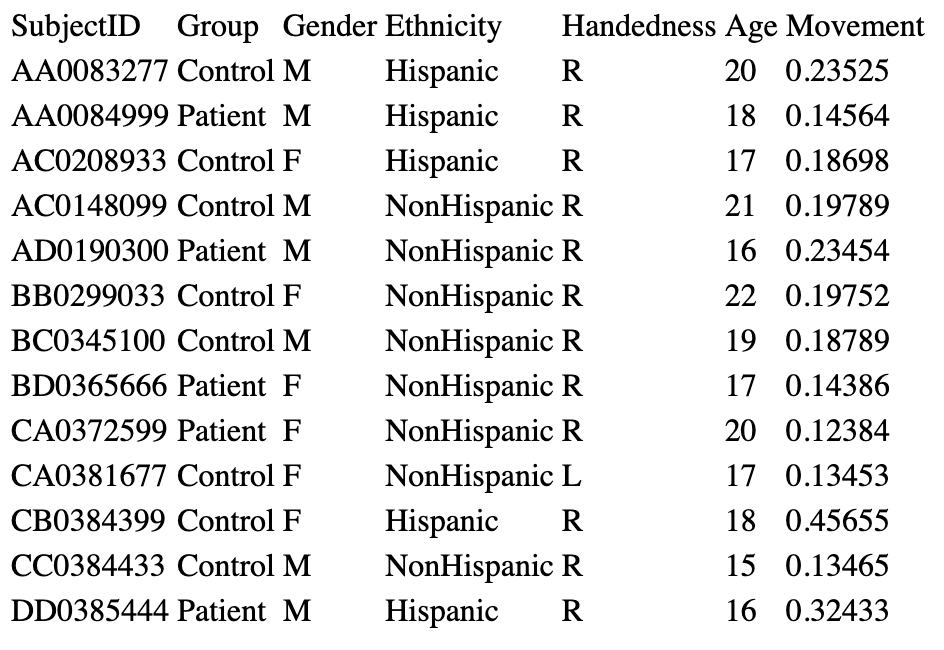 SubjectID Group Gender Ethnicity Handedness Age Movement
AA0083277 Control M Hispanic R 20 0.23525
AA0084999 Patient M Hispanic R 18 0.14564
AC0208933 Control F Hispanic R 17 0.18698
AC0148099 Control M NonHispanic R 21 0.19789
AD0190300 Patient M NonHispanic R 16 0.23454
BB0299033 Control F NonHispanic R 22 0.19752
BC0345100 Control M NonHispanic R 19 0.18789
BD0365666 Patient F NonHispanic R 17 0.14386
CA0372599 Patient F NonHispanic R 20 0.12384
CA0381677 Control F NonHispanic L 17 0.13453
CB0384399 Control F Hispanic R 18 0.45655
CC0384433 Control M NonHispanic R 15 0.13465
DD0385444 Patient M Hispanic R 16 0.32433